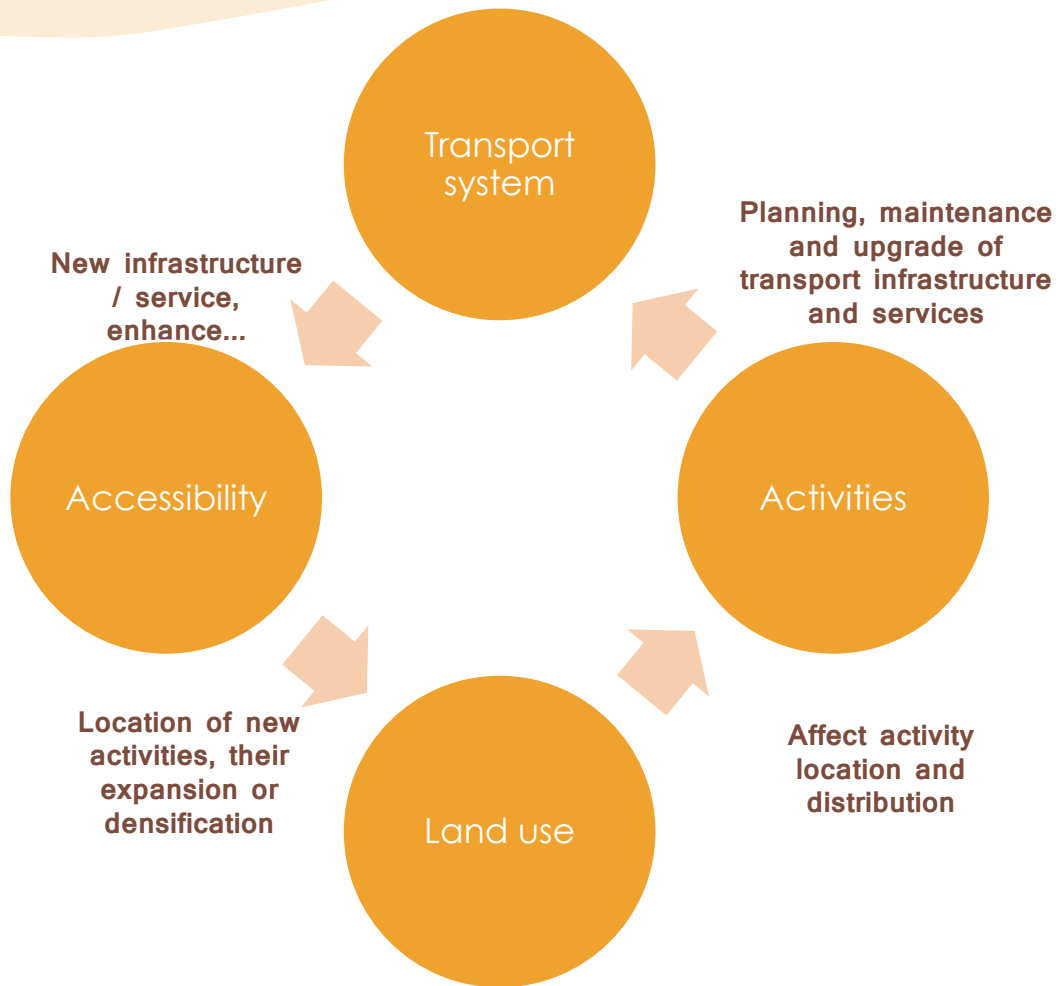 Transport
system
Planning, maintenance
and upgrade of
transport infrastructure
and services
New infrastructure
/ service,
enhance...
Accessibility
Activities
Location of new
activities, their
expansion or
densification
Affect activity
location and
distribution
Land use